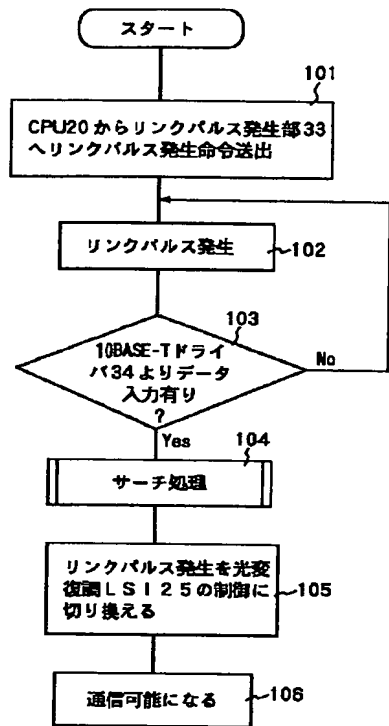 スタート
101
CPU20からリンクパルス発生部33
へリンクパルス発生命令送出
リンクパルス発生
102
103
10BASE-Tドライ
バ34よりデータ
入力有り
?
No
Yes
104
サーチ処理
リンクパルス発生を光変
復調LSI25の制御に
切り換える
105
通信可能になる
106